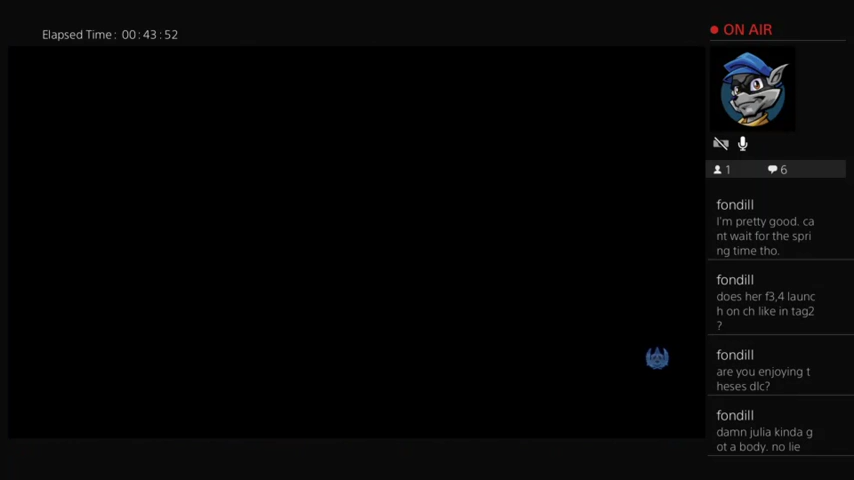 Elapsed Time: 00:43:52
ON AIR
1 6
fondill
I'm pretty good. ca
nt wait for the spri
ng time tho.
fondill
does her f3,4 launc
h on ch like in tag2
?
fondill
are you enjoying t
heses dlc?
fondill
damn julia kinda g
ot a body. no lie